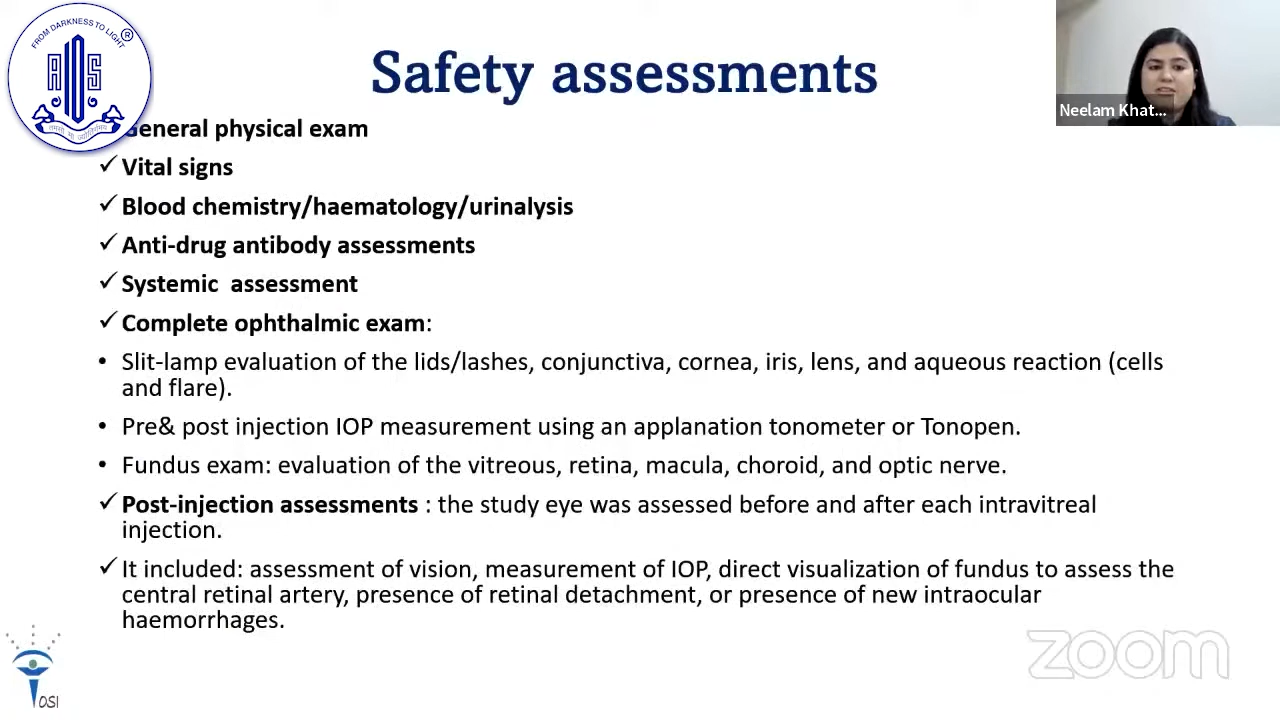 FROM DARKNESS TO LIGHT
®
AIIS
Safety assessments
Neelam Khat...
General physical exam
✓ Vital signs
✓ Blood chemistry/haematology/urinalysis
✓ Anti-drug antibody assessments
✓ Systemic assessment
✓ Complete ophthalmic exam:
• Slit-lamp evaluation of the lids/lashes, conjunctiva, cornea, iris, lens, and aqueous reaction (cells
and flare).
• Pre& post injection IOP measurement using an applanation tonometer or Tonopen.
• Fundus exam: evaluation of the vitreous, retina, macula, choroid, and optic nerve.
✓ Post-injection assessments : the study eye was assessed before and after each intravitreal
injection.
✓ It included: assessment of vision, measurement of IOP, direct visualization of fundus to assess the
central retinal artery, presence of retinal detachment, or presence of new intraocular
haemorrhages.
zoom
OSI